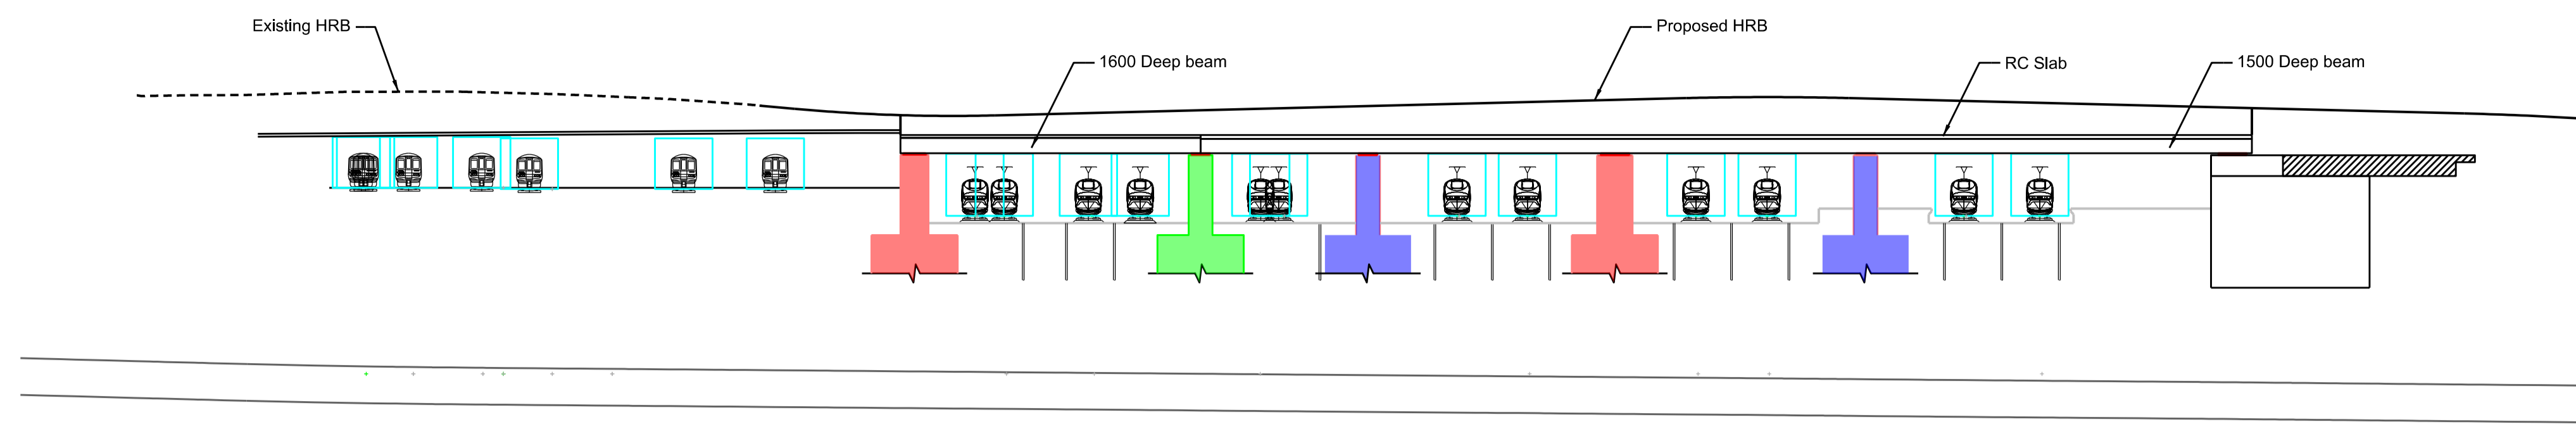 Existing HRB
Proposed HRB
1600 Deep beam
RC Slab
1500 Deep beam